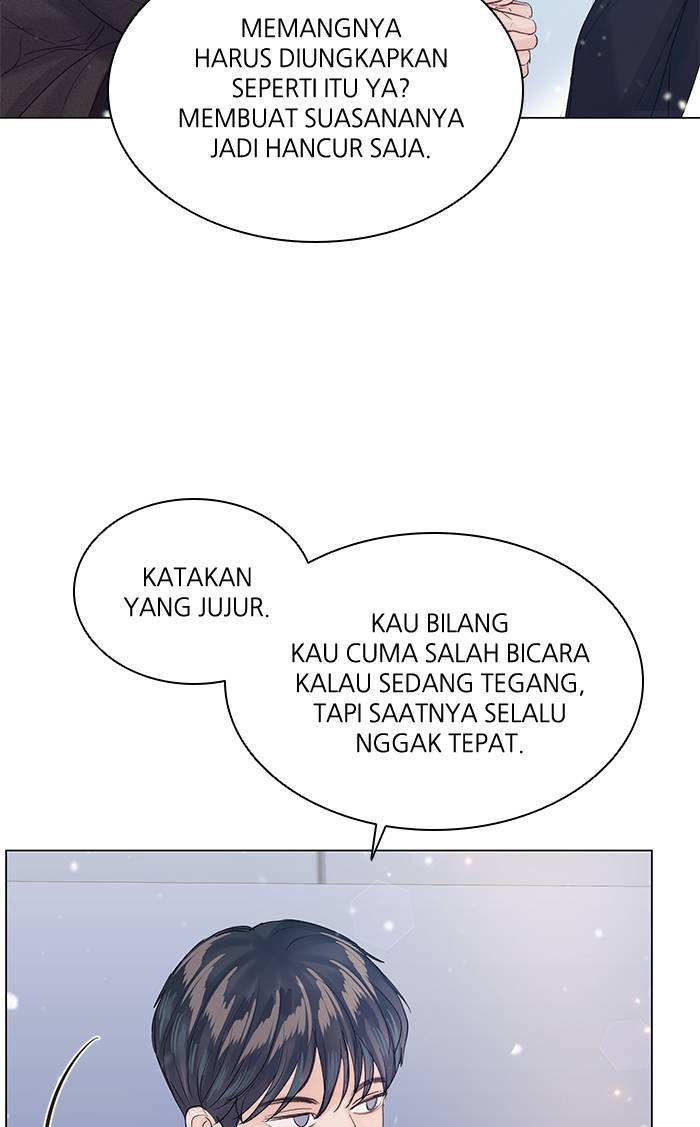 MEMANGNYA
HARUS DIUNGKAPKAN
SEPERTI ITU YA?
MEMBUAT SUASANANYA
JADI HANCUR SAJA.
KATAKAN
YANG JUJUR.
KAU BILANG
KAU CUMA SALAH BICARA
KALAU SEDANG TEGANG,
TAPI SAATNYA SELALU
NGGAK TEPAT.